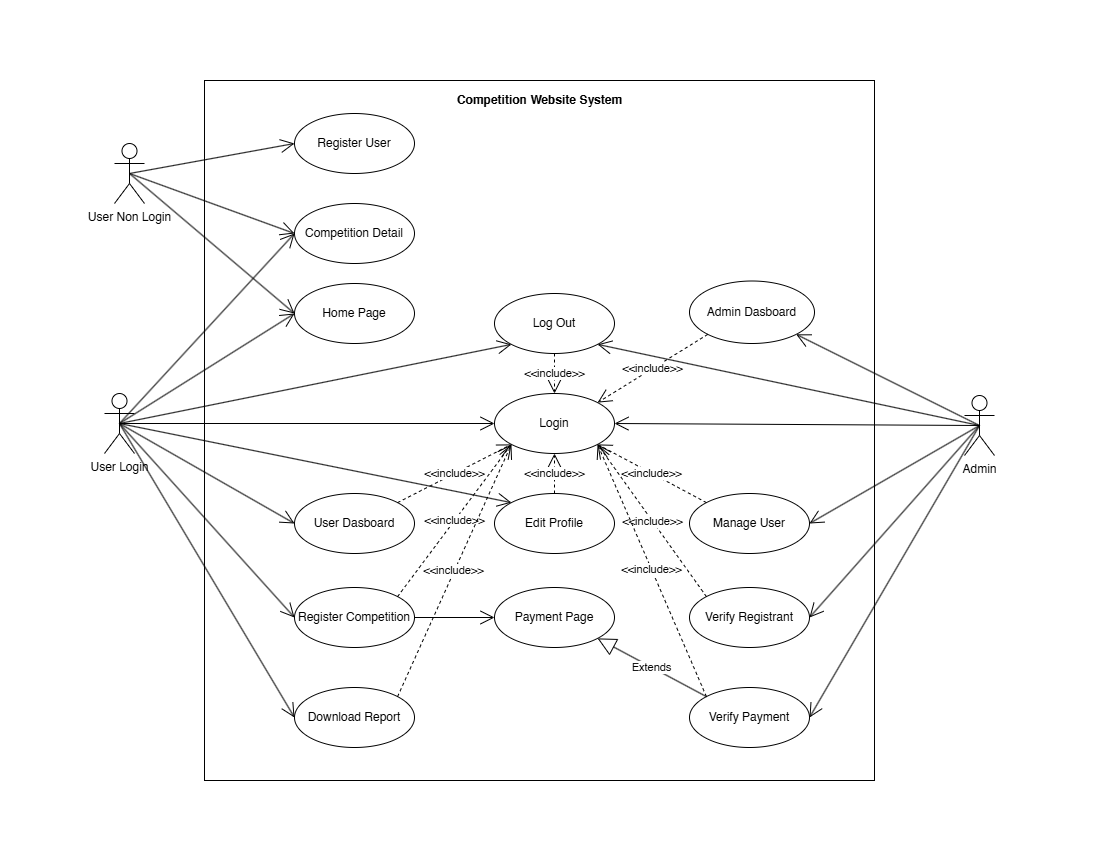 Competition Website System
Register User
User Non Login
Competition Detail
Home Page
Log Out
Admin Dasboard
<<include>>
<<include>>
Login
User Login
Admin
<<include>>
<<include>>
<<include>>
User Dasboard
<<include>>
Edit Profile
<<include>>
Manage User
<<include>>
<<include>>
Register Competition
Payment Page
Verify Registrant
Extends
Download Report
Verify Payment